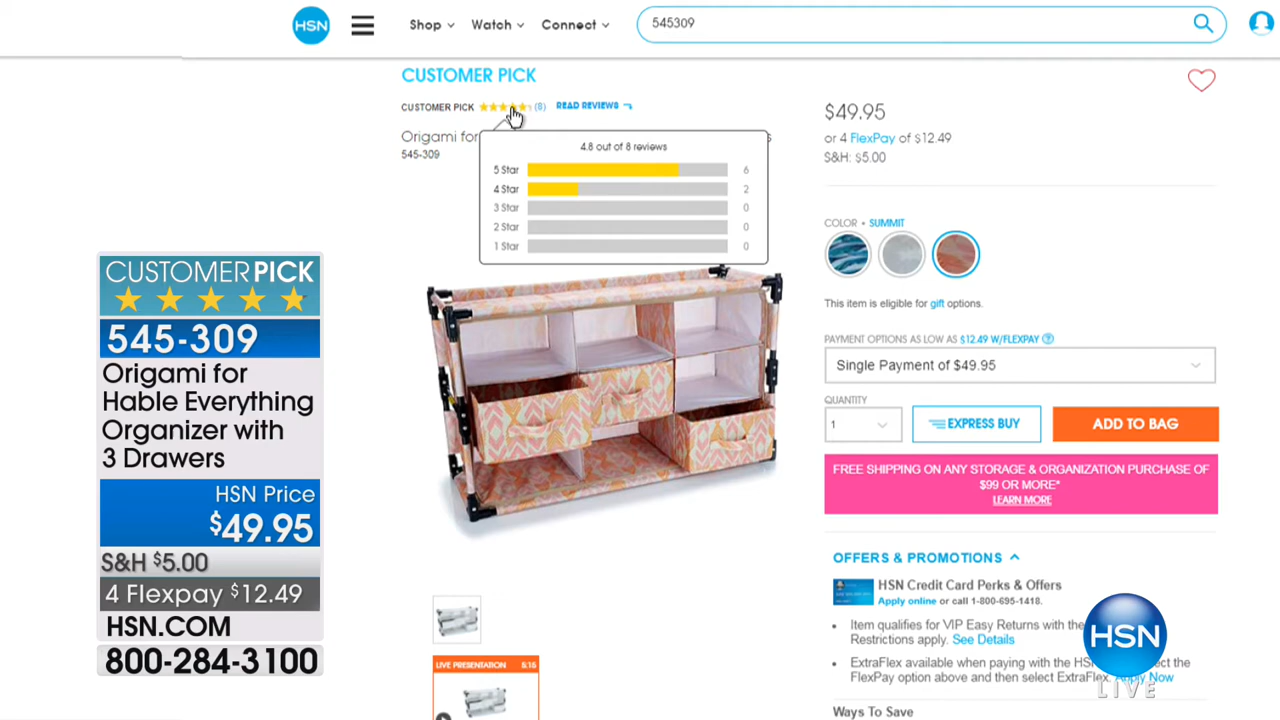 HSN
Shop
Watch
Connect
545309
CUSTOMER PICK
CUSTOMER PICK
(8)
READ REVIEWS
Origami for
s
545-309
4.8 out of 8 reviews
5 Star 6
4 Star 2
3 Star 0
2 Star 0
1 Star 0
$49.95
or 4 FlexPay of $12.49
S&H: $5.00
COLOR • SUMMIT
This item is eligible for gift options.
PAYMENT OPTIONS AS LOW AS $12.49 W/FLEXPAY ?
Single Payment of $49.95
QUANTITY
1
EXPRESS BUY
ADD TO BAG
FREE SHIPPING ON ANY STORAGE & ORGANIZATION PURCHASE OF
$99 OR MORE*
LEARN MORE
OFFERS & PROMOTIONS
HSN Credit Card Perks & Offers
Apply online or call 1-800-695-1418.
• Item qualifies for VIP Easy Returns with the
Restrictions apply. See Details
• ExtraFlex available when paying with the HS ect the
FlexPay option above and then select ExtraFlex. Apply Now
Ways To Save
LIVE PRESENTATION 5:15
CUSTOMER PICK
545-309
Origami for
Hable Everything
Organizer with
3 Drawers
HSN Price
$49.95
S&H $5.00
4 Flexpay $12.49
HSN.COM
800-284-3100
HSN
LIVE